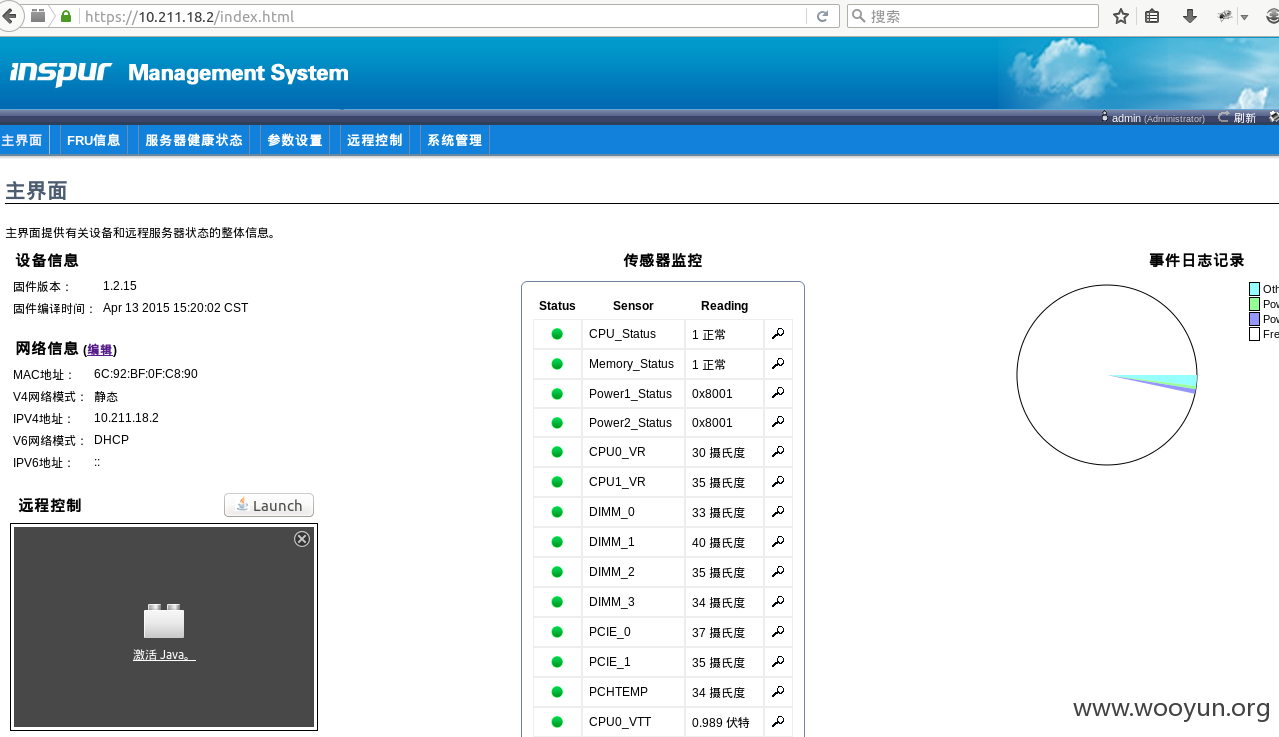 https://10.211.18.2/index.html
搜索
inspur Management System
admin (Administrator) 刷新
主界面 FRU信息 服务器健康状态 参数设置 远程控制 系统管理
主界面
主界面提供有关设备和远程服务器状态的整体信息。
设备信息
固件版本： 1.2.15
固件编译时间： Apr 13 2015 15:20:02 CST
网络信息 (编辑)
MAC地址： 6C:92:BF:0F:C8:90
V4网络模式： 静态
IPV4地址： 10.211.18.2
V6网络模式： DHCP
IPV6地址： ::
远程控制 Launch
激活 Java。
传感器监控
Status Sensor Reading
CPU_Status 1 正常
Memory_Status 1 正常
Power1_Status 0x8001
Power2_Status 0x8001
CPU0_VR 30 摄氏度
CPU1_VR 35 摄氏度
DIMM_0 33 摄氏度
DIMM_1 40 摄氏度
DIMM_2 35 摄氏度
DIMM_3 34 摄氏度
PCIE_0 37 摄氏度
PCIE_1 35 摄氏度
PCHTEMP 34 摄氏度
CPU0_VTT 0.989 伏特
事件日志记录
Oth
Pow
Pow
Fre
www.wooyun.org